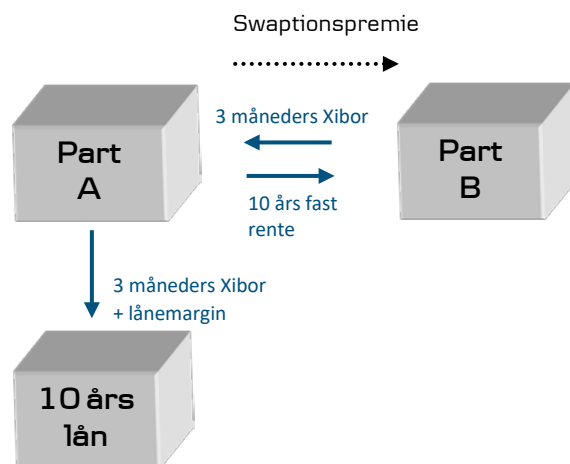 Swaptionspremie
3 måneders Xibor
Part
A
Part
B
10 års fast
rente
3 måneders Xibor
+ lånemargin
10 års
lån